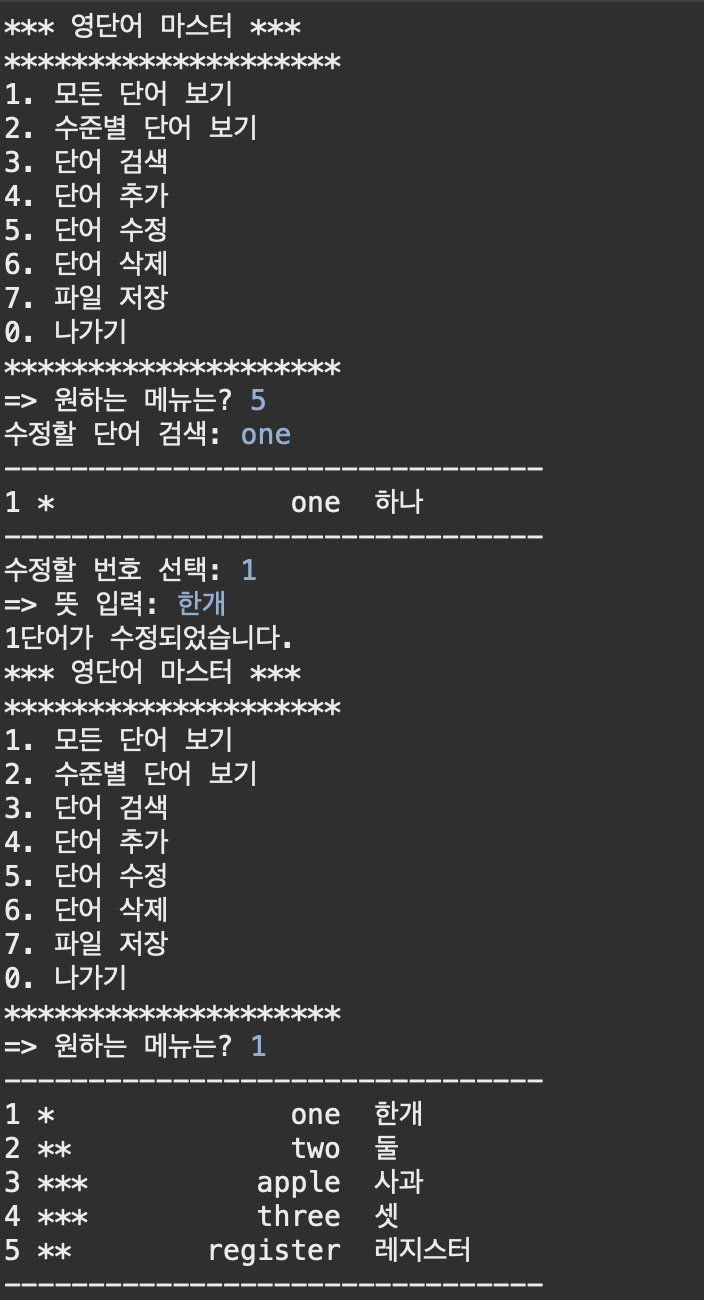 *** 영단어 마스터 ***
********************
1. 모든 단어 보기
2. 수준별 단어 보기
3. 단어 검색
4. 단어 추가
5. 단어 수정
6. 단어 삭제
7. 파일 저장
0. 나가기
********************
=> 원하는 메뉴는? 5
수정할 단어 검색: one
--------------------------------
1 *              one  하나
--------------------------------
수정할 번호 선택: 1
=> 뜻 입력: 한개
1단어가 수정되었습니다.
*** 영단어 마스터 ***
********************
1. 모든 단어 보기
2. 수준별 단어 보기
3. 단어 검색
4. 단어 추가
5. 단어 수정
6. 단어 삭제
7. 파일 저장
0. 나가기
********************
=> 원하는 메뉴는? 1
--------------------------------
1 *              one  한개
2 **             two  둘
3 ***          apple  사과
4 ***          three  셋
5 **        register  레지스터
--------------------------------